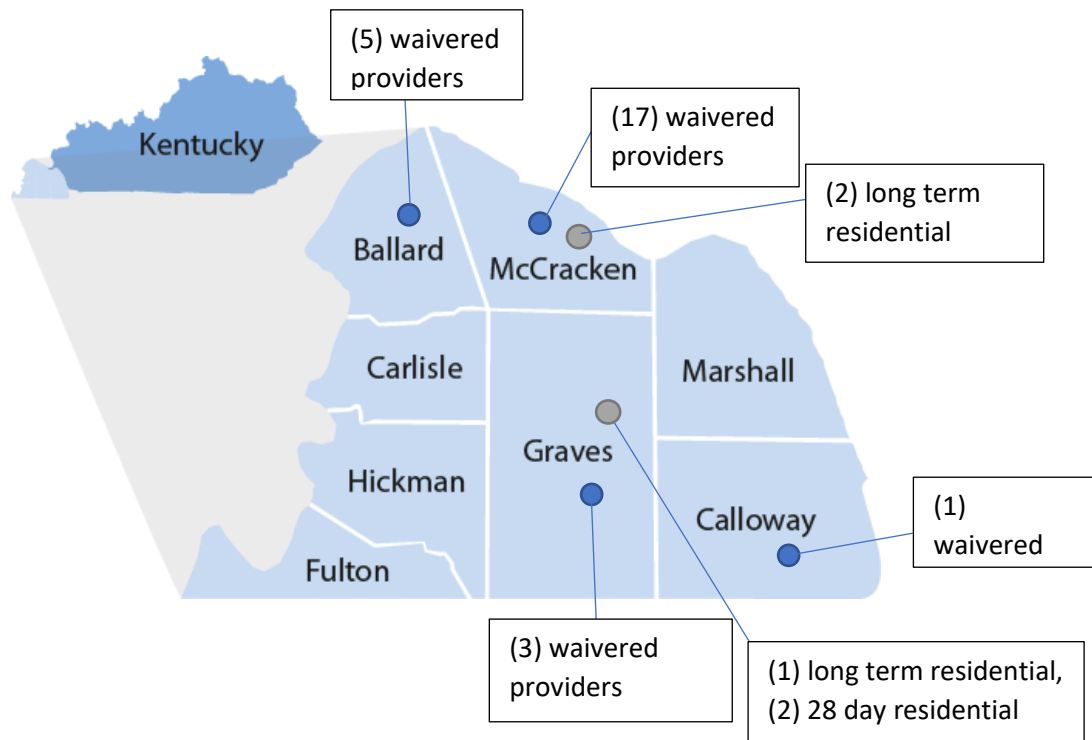 (5) waivered
providers
(17) waivered
providers
Kentucky
(2) long term
residential
Ballard
McCracken
Carlisle
Marshall
Graves
Hickman
(1)
waivered
Calloway
Fulton
(3) waivered
providers
(1) long term residential,
(2) 28 day residential